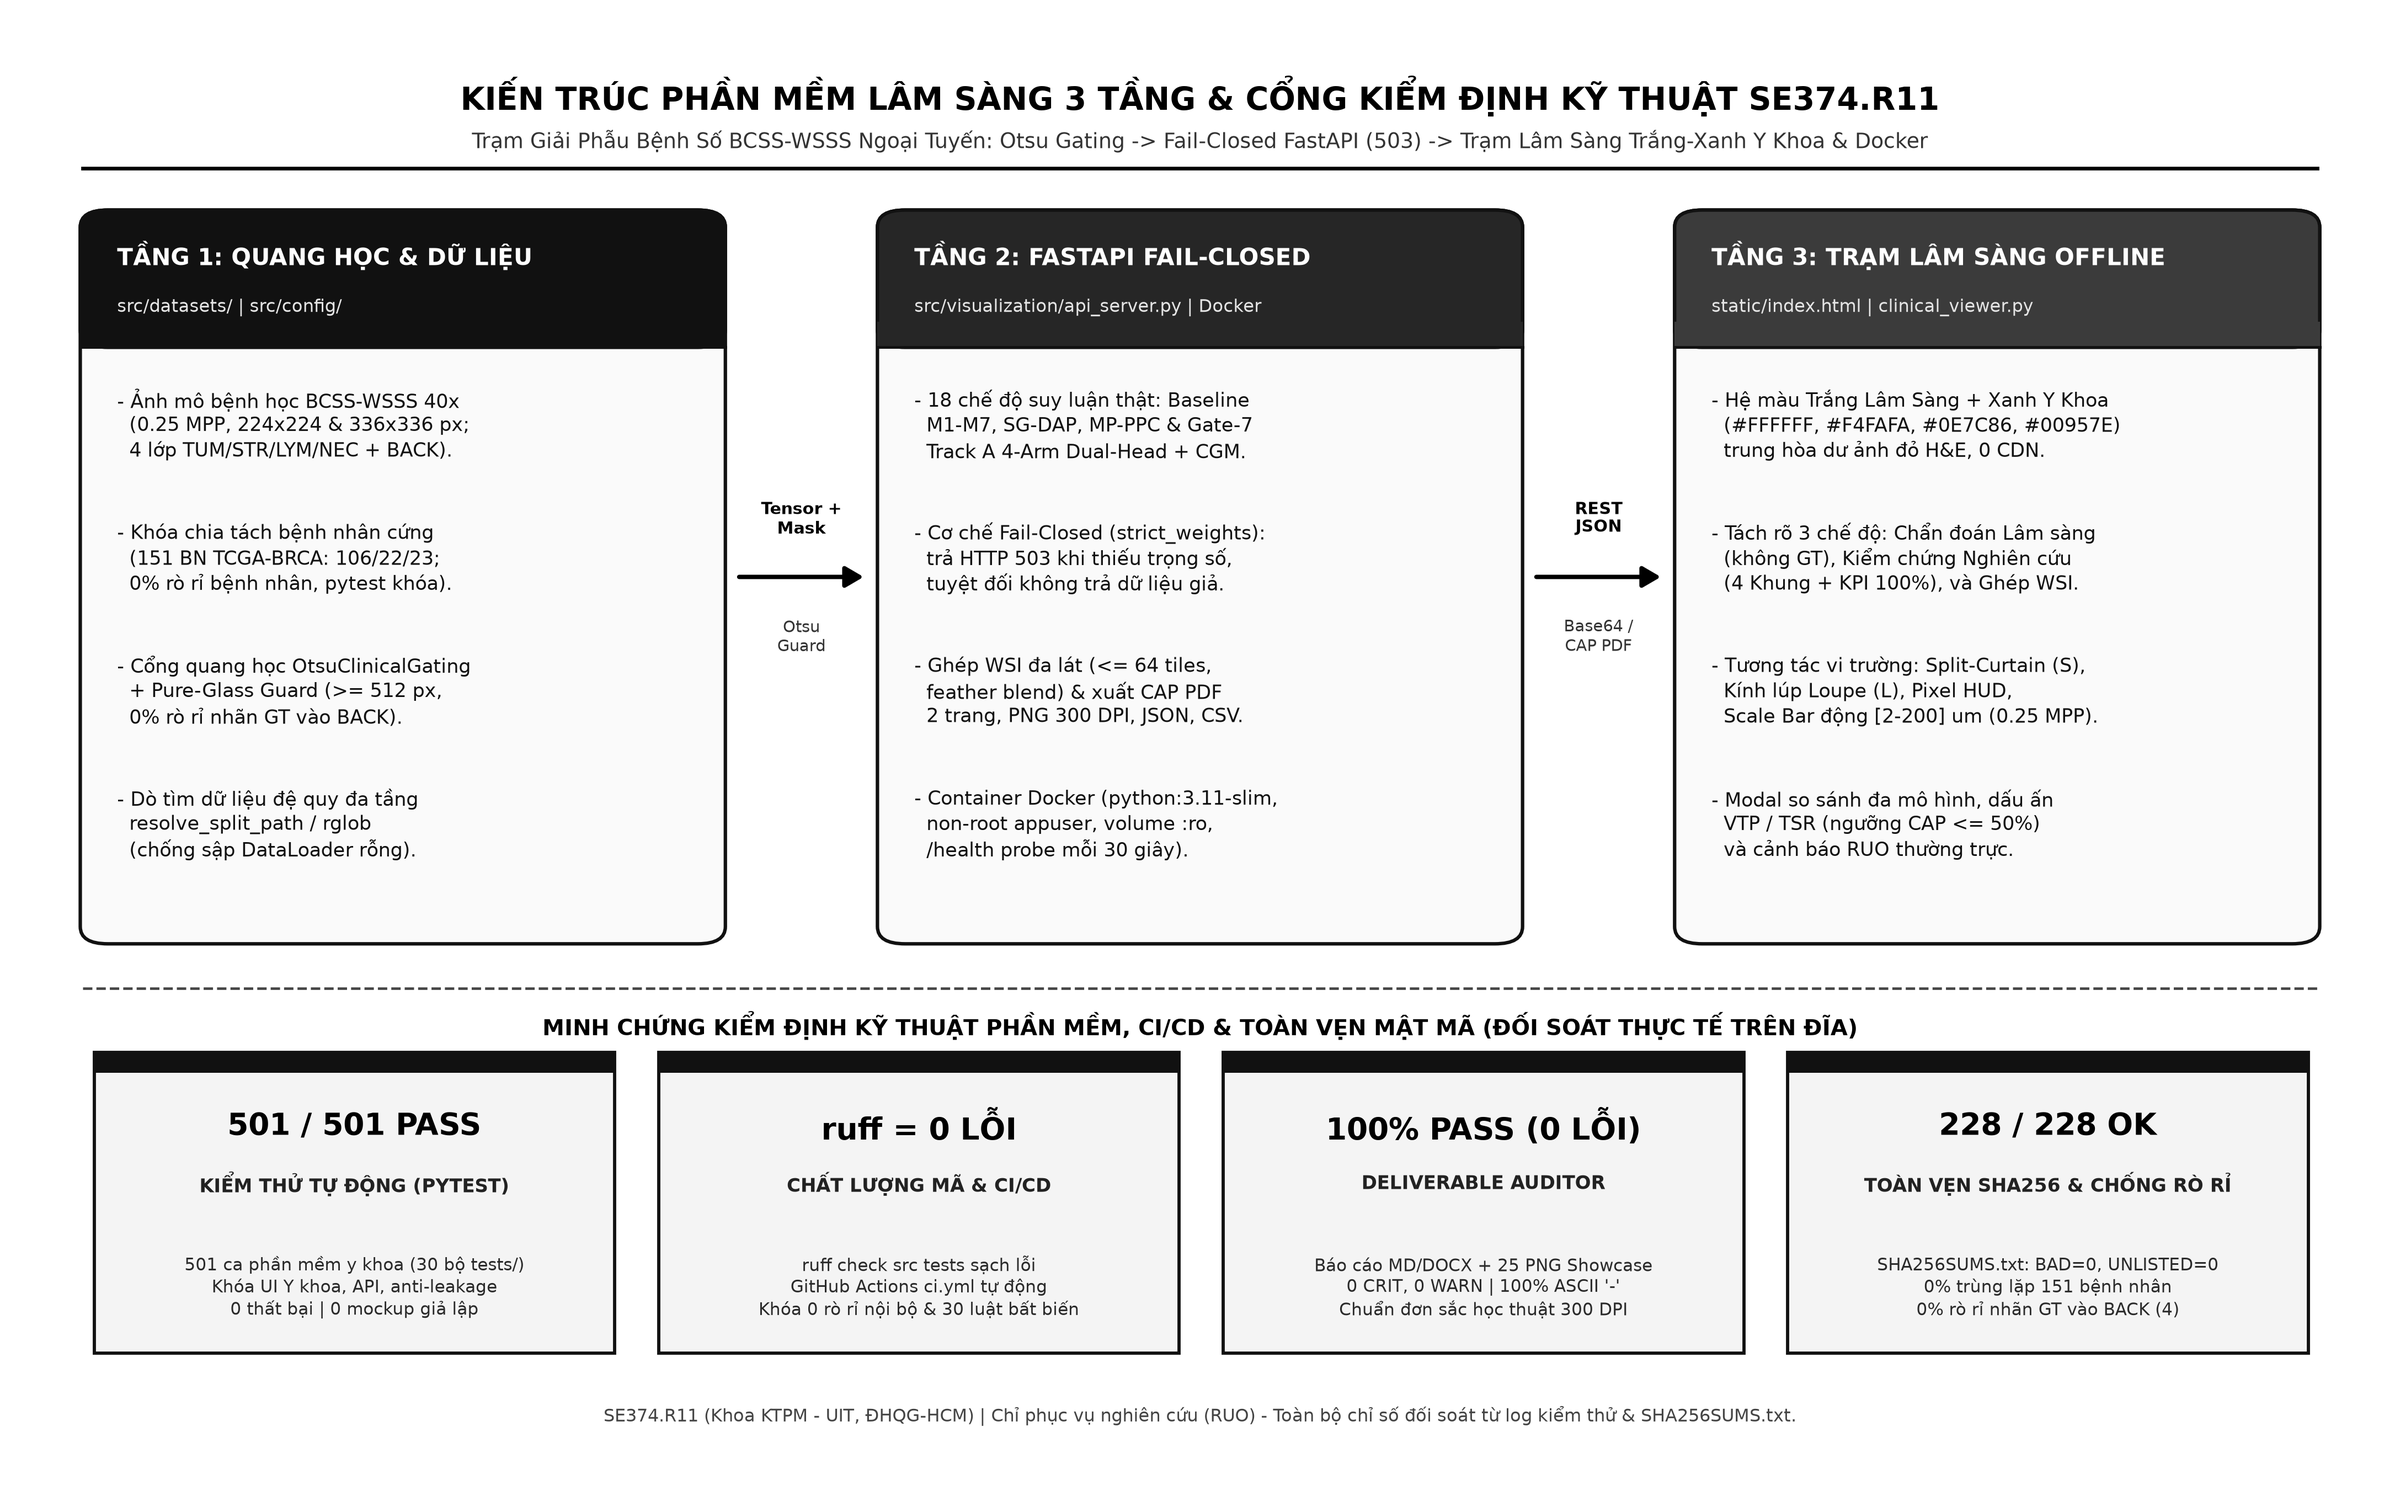 KIẾN TRÚC PHẦN MỀM LÂM SÀNG 3 TẦNG & CỔNG KIỂM ĐỊNH KỸ THUẬT SE374.R11
Trạm Giải Phẫu Bệnh Số BCSS-WSSS Ngoại Tuyến: Otsu Gating -> Fail-Closed FastAPI (503) -> Trạm Lâm Sàng Trắng-Xanh Y Khoa & Docker
TẦNG 1: QUANG HỌC & DỮ LIỆU
src/datasets/ | src/config/
- Ảnh mô bệnh học BCSS-WSSS 40x
(0.25 MPP, 224x224 & 336x336 px;
4 lớp TUM/STR/LYM/NEC + BACK).
- Khóa chia tách bệnh nhân cứng
(151 BN TCGA-BRCA: 106/22/23;
0% rò rỉ bệnh nhân, pytest khóa).
- Cổng quang học OtsuClinicalGating
+ Pure-Glass Guard (>= 512 px,
0% rò rỉ nhãn GT vào BACK).
- Dò tìm dữ liệu đệ quy đa tầng
resolve_split_path / rglob
(chống sập DataLoader rỗng).
Tensor +
Mask
Otsu
Guard
TẦNG 2: FASTAPI FAIL-CLOSED
src/visualization/api_server.py | Docker
- 18 chế độ suy luận thật: Baseline
M1-M7, SG-DAP, MP-PPC & Gate-7
Track A 4-Arm Dual-Head + CGM.
- Cơ chế Fail-Closed (strict_weights):
trả HTTP 503 khi thiếu trọng số,
tuyệt đối không trả dữ liệu giả.
- Ghép WSI đa lát (<= 64 tiles,
feather blend) & xuất CAP PDF
2 trang, PNG 300 DPI, JSON, CSV.
- Container Docker (python:3.11-slim,
non-root appuser, volume :ro,
/health probe mỗi 30 giây).
REST
JSON
Base64 /
CAP PDF
TẦNG 3: TRẠM LÂM SÀNG OFFLINE
static/index.html | clinical_viewer.py
- Hệ màu Trắng Lâm Sàng + Xanh Y Khoa
(#FFFFFF, #F4FAFA, #0E7C86, #00957E)
trung hòa dư ảnh đỏ H&E, 0 CDN.
- Tách rõ 3 chế độ: Chẩn đoán Lâm sàng
(không GT), Kiểm chứng Nghiên cứu
(4 Khung + KPI 100%), và Ghép WSI.
- Tương tác vi trường: Split-Curtain (S),
Kính lúp Loupe (L), Pixel HUD,
Scale Bar động [2-200] um (0.25 MPP).
- Modal so sánh đa mô hình, dấu ấn
VTP / TSR (ngưỡng CAP <= 50%)
và cảnh báo RUO thường trực.
MINH CHỨNG KIỂM ĐỊNH KỸ THUẬT PHẦN MỀM, CI/CD & TOÀN VẸN MẬT MÃ (ĐỐI SOÁT THỰC TẾ TRÊN ĐĨA)
501 / 501 PASS
KIỂM THỬ TỰ ĐỘNG (PYTEST)
501 ca phần mềm y khoa (30 bộ tests/)
Khóa UI Y khoa, API, anti-leakage
0 thất bại | 0 mockup giả lập
ruff = 0 LỖI
CHẤT LƯỢNG MÃ & CI/CD
ruff check src tests sạch lỗi
GitHub Actions ci.yml tự động
Khóa 0 rò rỉ nội bộ & 30 luật bất biến
100% PASS (0 LỖI)
DELIVERABLE AUDITOR
Báo cáo MD/DOCX + 25 PNG Showcase
0 CRIT, 0 WARN | 100% ASCII '-'
Chuẩn đơn sắc học thuật 300 DPI
228 / 228 OK
TOÀN VẸN SHA256 & CHỐNG RÒ RỈ
SHA256SUMS.txt: BAD=0, UNLISTED=0
0% trùng lặp 151 bệnh nhân
0% rò rỉ nhãn GT vào BACK (4)
SE374.R11 (Khoa KTPM - UIT, ĐHQG-HCM) | Chỉ phục vụ nghiên cứu (RUO) - Toàn bộ chỉ số đối soát từ log kiểm thử & SHA256SUMS.txt.